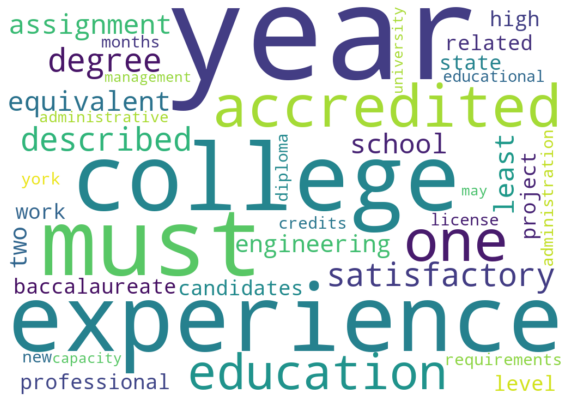 assignment
year
high
months
degree
management
university
related
state
educational
equivalent
administrative
accredited
described
college
diploma
school
least
project
administration
york
may
work
two
must
credits
license
one
engineering
satisfactory
baccalaureate
candidates
experience
new
capacity
education
requirements
professional
level